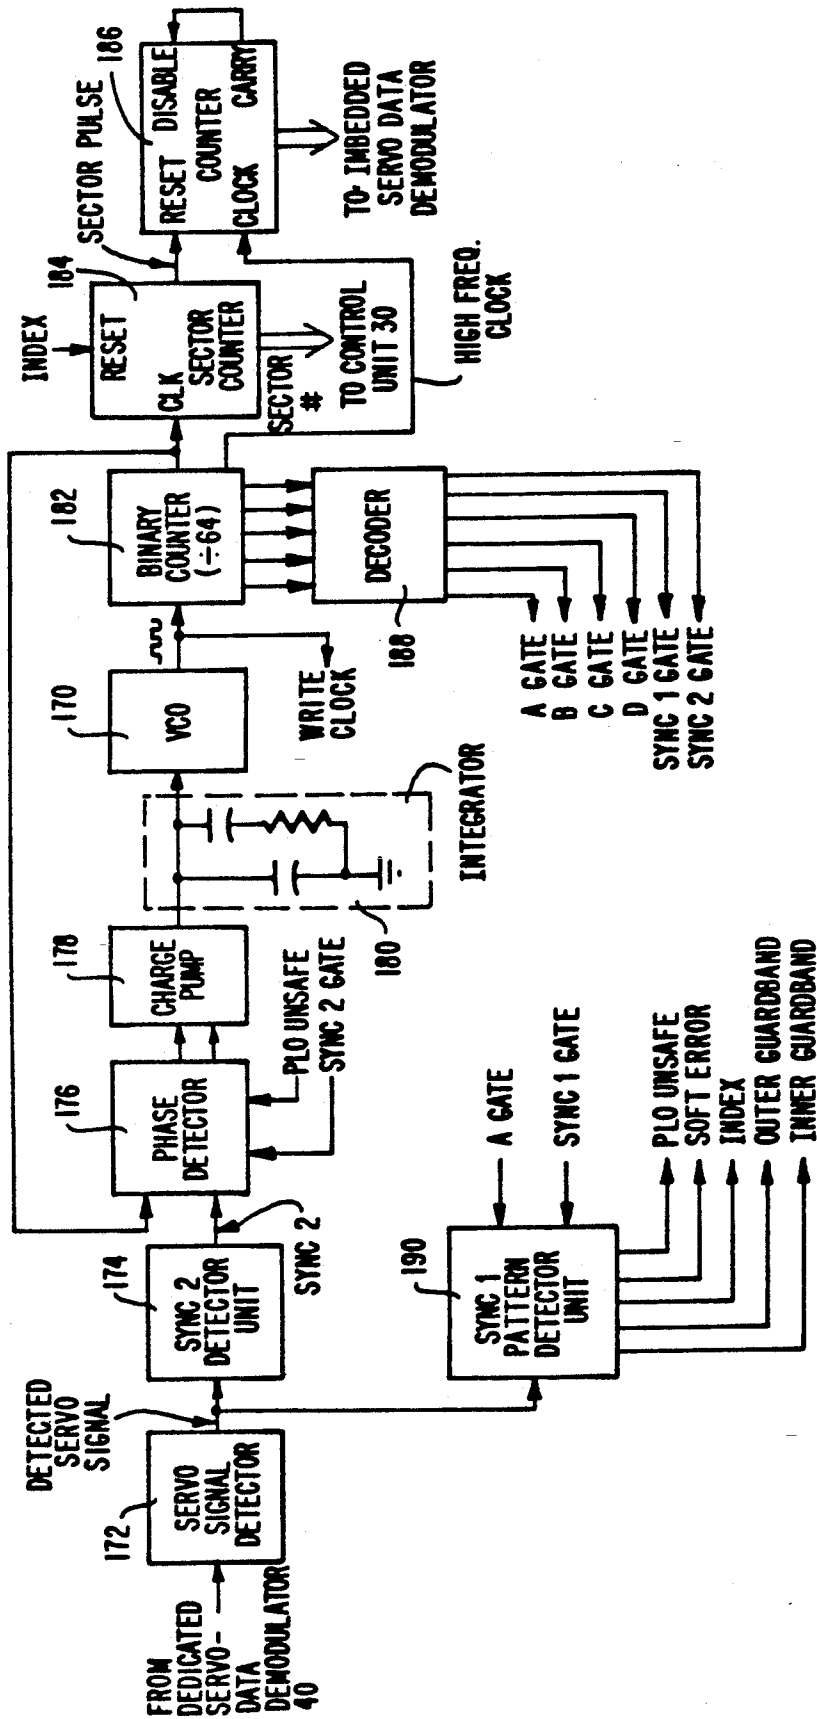 FROM
DEDICATED
SERVO-
DATA
DEMODULATOR
40
172
SERVO
SIGNAL
DETECTOR
DETECTED
SERVO
SIGNAL
174
SYNC 2
DETECTOR
UNIT
SYNC 2
176
PHASE
DETECTOR
PLO UNSAFE
SYNC 2 GATE
178
CHARGE
PUMP
180
INTEGRATOR
170
VCO
WRITE
CLOCK
182
BINARY
COUNTER
(÷64)
188
DECODER
A GATE
B GATE
C GATE
D GATE
SYNC 1 GATE
SYNC 2 GATE
INDEX
184
RESET
CLK
SECTOR
COUNTER
SECTOR
#
TO CONTROL
UNIT 30
HIGH FREQ.
CLOCK
SECTOR PULSE
186
RESET DISABLE
COUNTER
CLOCK CARRY
TO IMBEDDED
SERVO DATA
DEMODULATOR
190
SYNC 1
PATTERN
DETECTOR
UNIT
A GATE
SYNC 1 GATE
PLO UNSAFE
SOFT ERROR
INDEX
OUTER GUARDBAND
INNER GUARDBAND